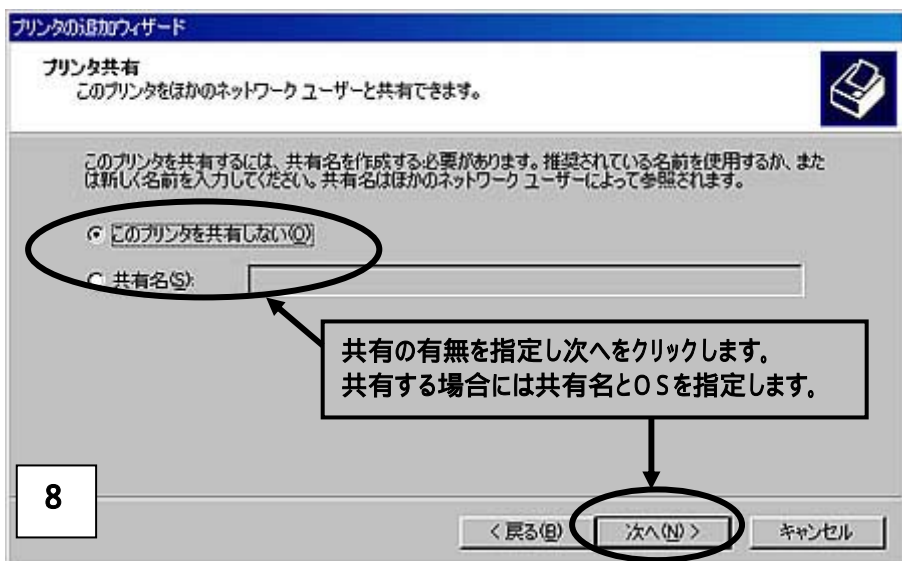 プリンタの追加ウィザード
プリンタ共有
このプリンタをほかのネットワーク ユーザーと共有できます。
このプリンタを共有するには、共有名を作成する必要があります。推奨されている名前を使用するか、また
は新しく名前を入力してください。共有名はほかのネットワーク ユーザーによって参照されます。
このプリンタを共有しない(O)
共有名(S):
共有の有無を指定し次へをクリックします。
共有する場合には共有名とOSを指定します。
8
< 戻る(B)
次へ(N) >
キャンセル